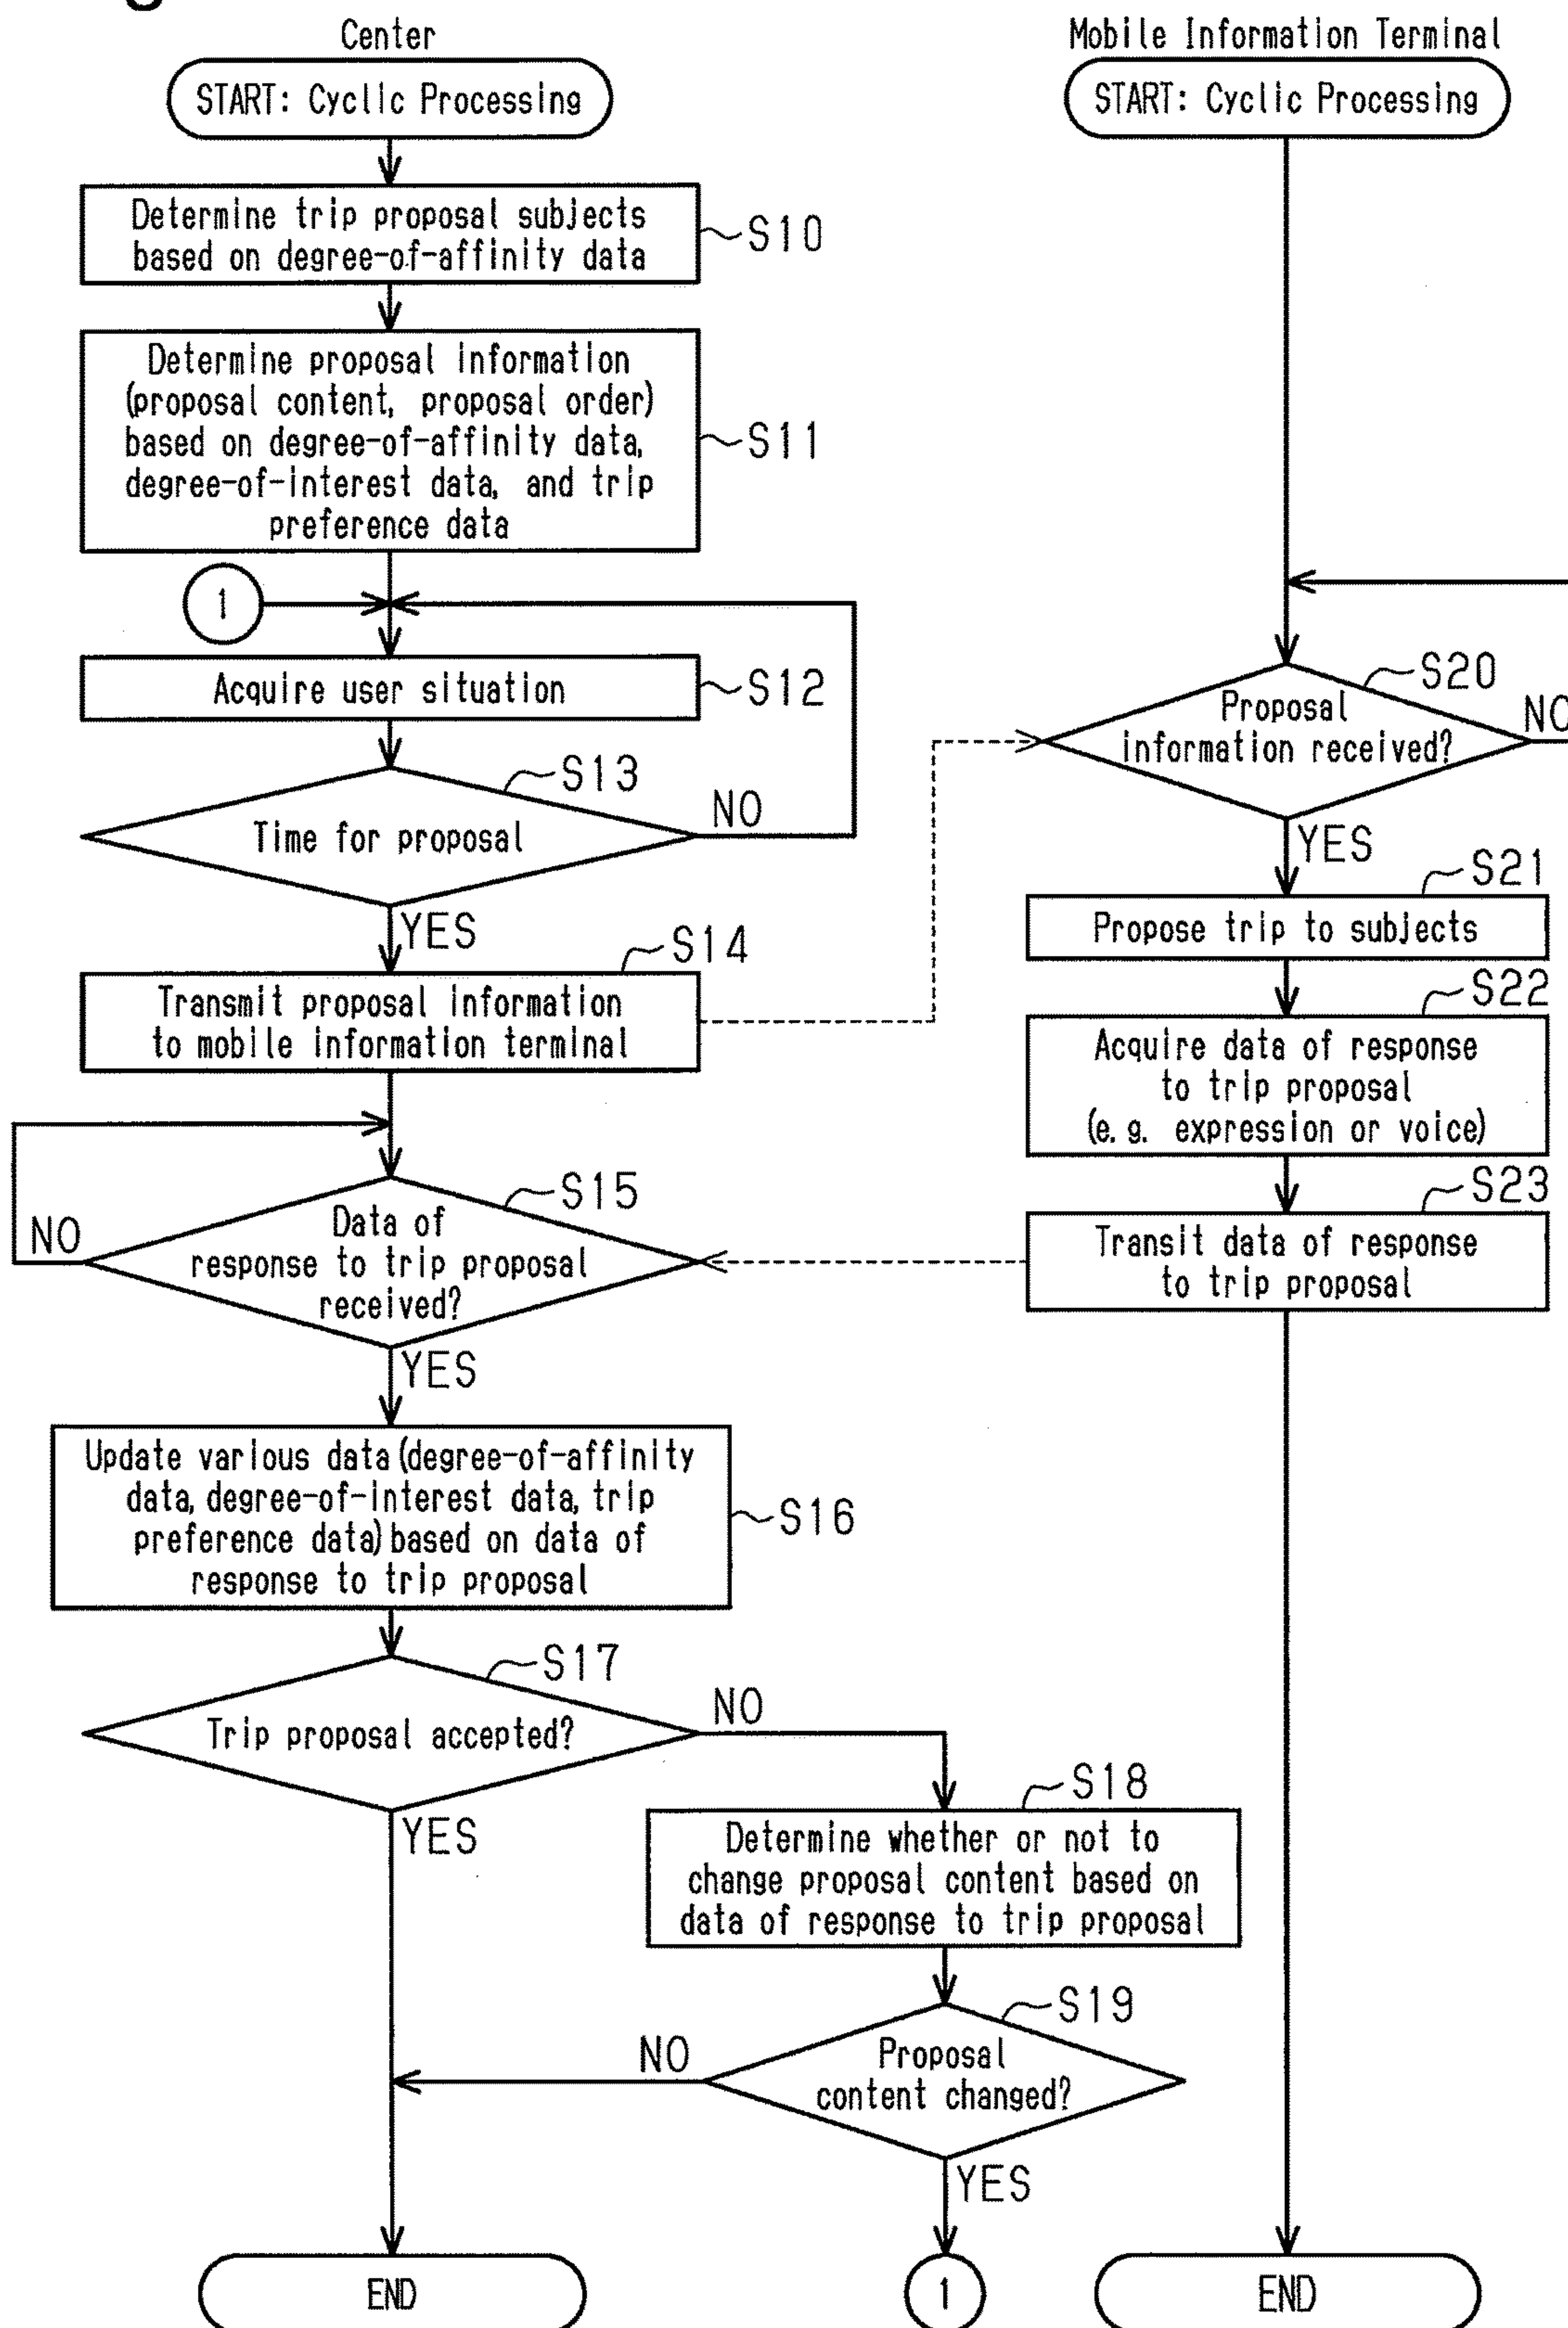 Center
START: Cyclic Processing
Determine trip proposal subjects
based on degree-of-affinity data
S10
Determine proposal information
(proposal content, proposal order)
based on degree-of-affinity data,
degree-of-interest data, and trip
preference data
S11
1
Acquire user situation
S12
S13
Time for proposal
NO
YES
S14
Transmit proposal information
to mobile information terminal
S15
Data of
response to trip proposal
received?
NO
YES
Update various data (degree-of-affinity
data, degree-of-interest data, trip
preference data) based on data of
response to trip proposal
S16
S17
Trip proposal accepted?
NO
YES
S18
Determine whether or not to
change proposal content based on
data of response to trip proposal
S19
Proposal
content changed?
NO
YES
END
1
Mobile Information Terminal
START: Cyclic Processing
S20
Proposal
information received?
NO
YES
S21
Propose trip to subjects
S22
Acquire data of response
to trip proposal
(e.g. expression or voice)
S23
Transit data of response
to trip proposal
END